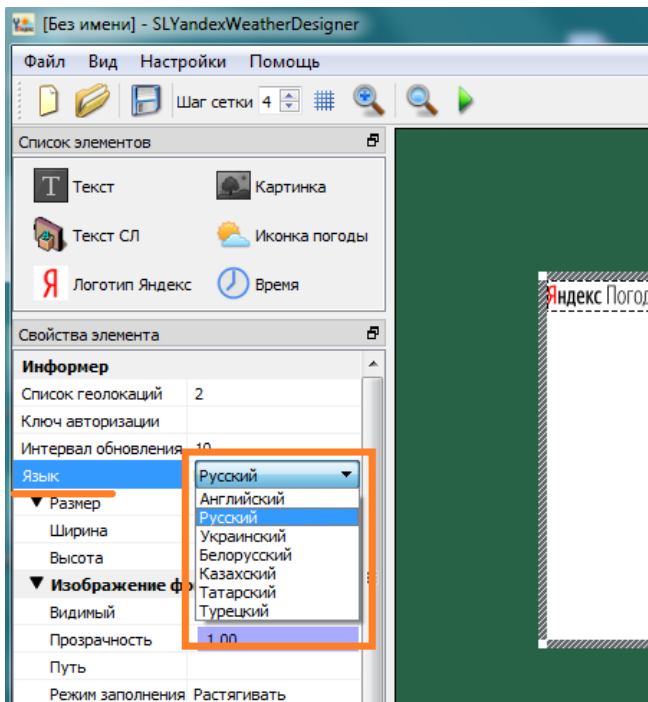 [Без имени] - SLYandexWeatherDesigner
Файл Вид Настройки Помощь
Шаг сетки 4
Список элементов
T Текст Картинка
Текст СЛ Иконка погоды
Я Логотип Яндекс Время
Свойства элемента
Информер
Список геолокаций 2
Ключ авторизации
Интервал обновления 10
Язык Русский
Английский
Русский
Украинский
Белорусский
Казахский
Татарский
Турецкий
Размер
Ширина
Высота
Изображение ф
Видимый
Прозрачность 1.00
Путь
Режим заполнения Растягивать
Яндекс Погод